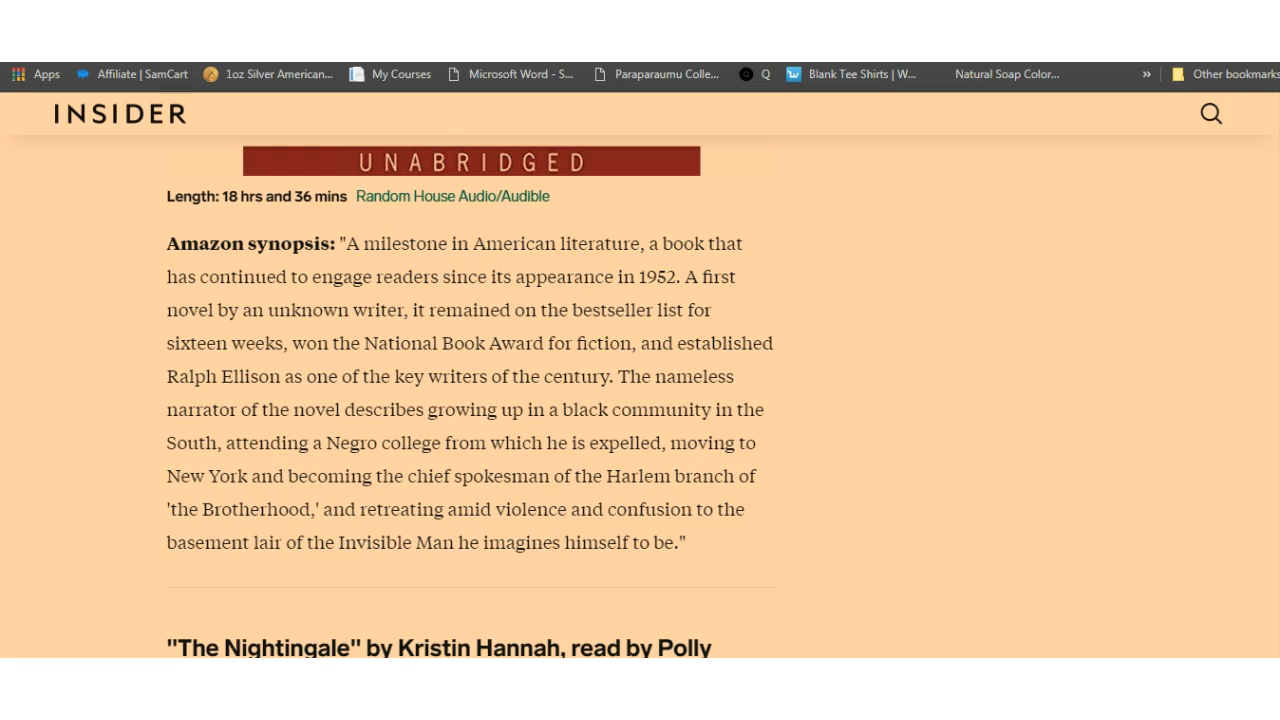 Apps Affiliate | SamCart 1oz Silver American... My Courses Microsoft Word - S... Paraparaumu Colle... Q Blank Tee Shirts | W... Natural Soap Color... » Other bookmarks
INSIDER
UNABRIDGED
Length: 18 hrs and 36 mins Random House Audio/Audible
Amazon synopsis: "A milestone in American literature, a book that
has continued to engage readers since its appearance in 1952. A first
novel by an unknown writer, it remained on the bestseller list for
sixteen weeks, won the National Book Award for fiction, and established
Ralph Ellison as one of the key writers of the century. The nameless
narrator of the novel describes growing up in a black community in the
South, attending a Negro college from which he is expelled, moving to
New York and becoming the chief spokesman of the Harlem branch of
'the Brotherhood,' and retreating amid violence and confusion to the
basement lair of the Invisible Man he imagines himself to be."
"The Nightingale" by Kristin Hannah, read by Polly